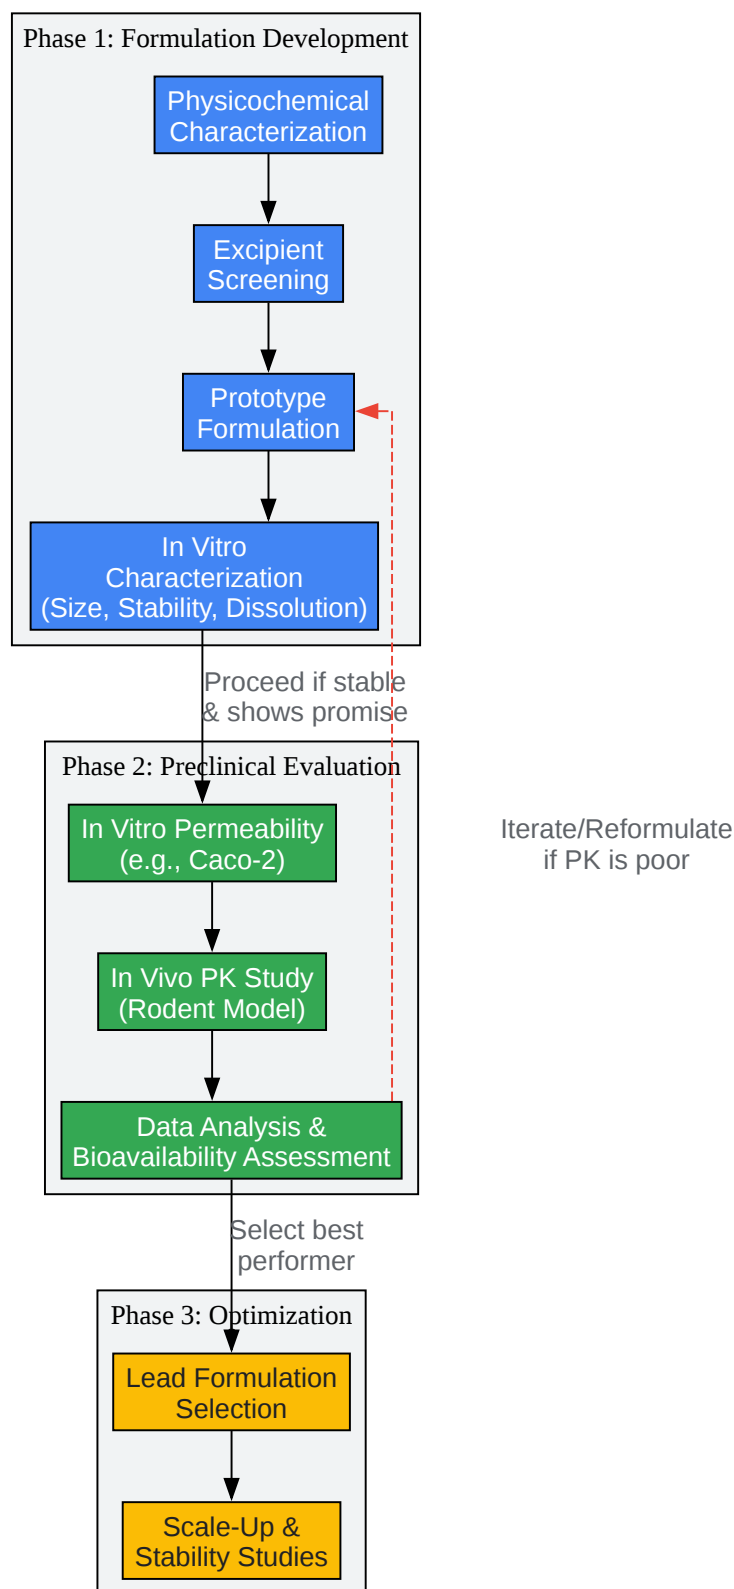 Phase 1: Formulation Development
Physicochemical
Characterization
Excipient
Screening
Prototype
Formulation
In Vitro
Characterization
(Size, Stability, Dissolution)
Proceed if stable
& shows promise
Phase 2: Preclinical Evaluation
In Vitro Permeability
(e.g., Caco-2)
Iterate/Reformulate
if PK is poor
In Vivo PK Study
(Rodent Model)
Data Analysis &
Bioavailability Assessment
Select best
performer
Phase 3: Optimization
Lead Formulation
Selection
Scale-Up &
Stability Studies